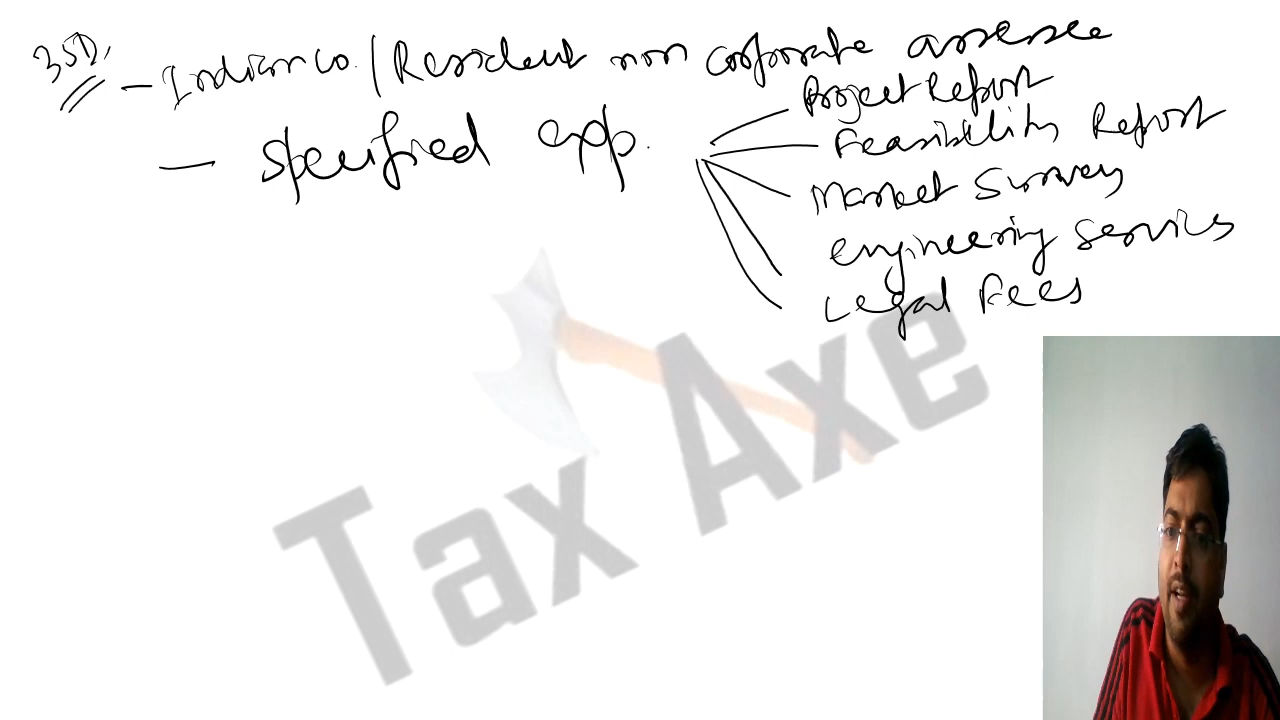 35D.
- Indian co. / Resident non corporate assessee
- Specified exp.
Project Report
Feasibility Report
Market Survey
engineering services
Legal Fees
Tax Axe